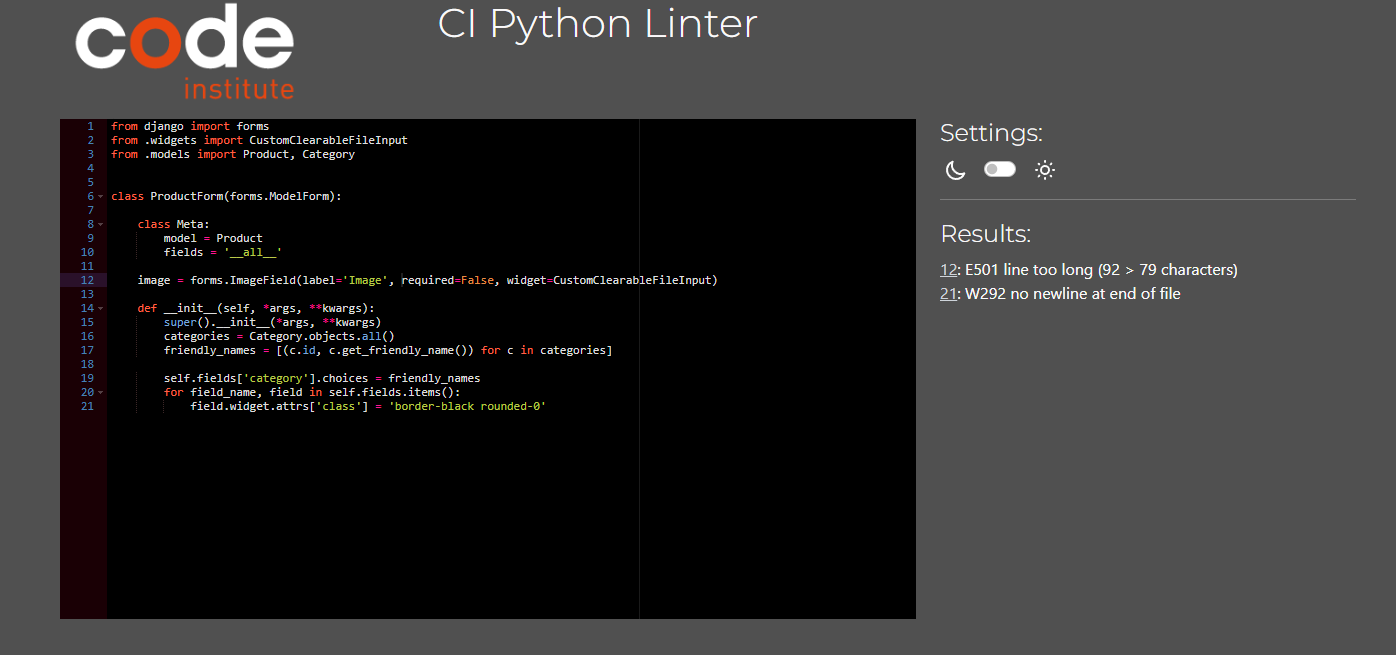 code
institute
CI Python Linter
1 from django import forms
2 from .widgets import CustomClearableFileInput
3 from .models import Product, Category
4
5
6 class ProductForm(forms.ModelForm):
7
8     class Meta:
9         model = Product
10         fields = '__all__'
11
12     image = forms.ImageField(label='Image', required=False, widget=CustomClearableFileInput)
13
14     def __init__(self, *args, **kwargs):
15         super().__init__(*args, **kwargs)
16         categories = Category.objects.all()
17         friendly_names = [(c.id, c.get_friendly_name()) for c in categories]
18
19         self.fields['category'].choices = friendly_names
20         for field_name, field in self.fields.items():
21             field.widget.attrs['class'] = 'border-black rounded-0'
Settings:
Results:
12: E501 line too long (92 > 79 characters)
21: W292 no newline at end of file